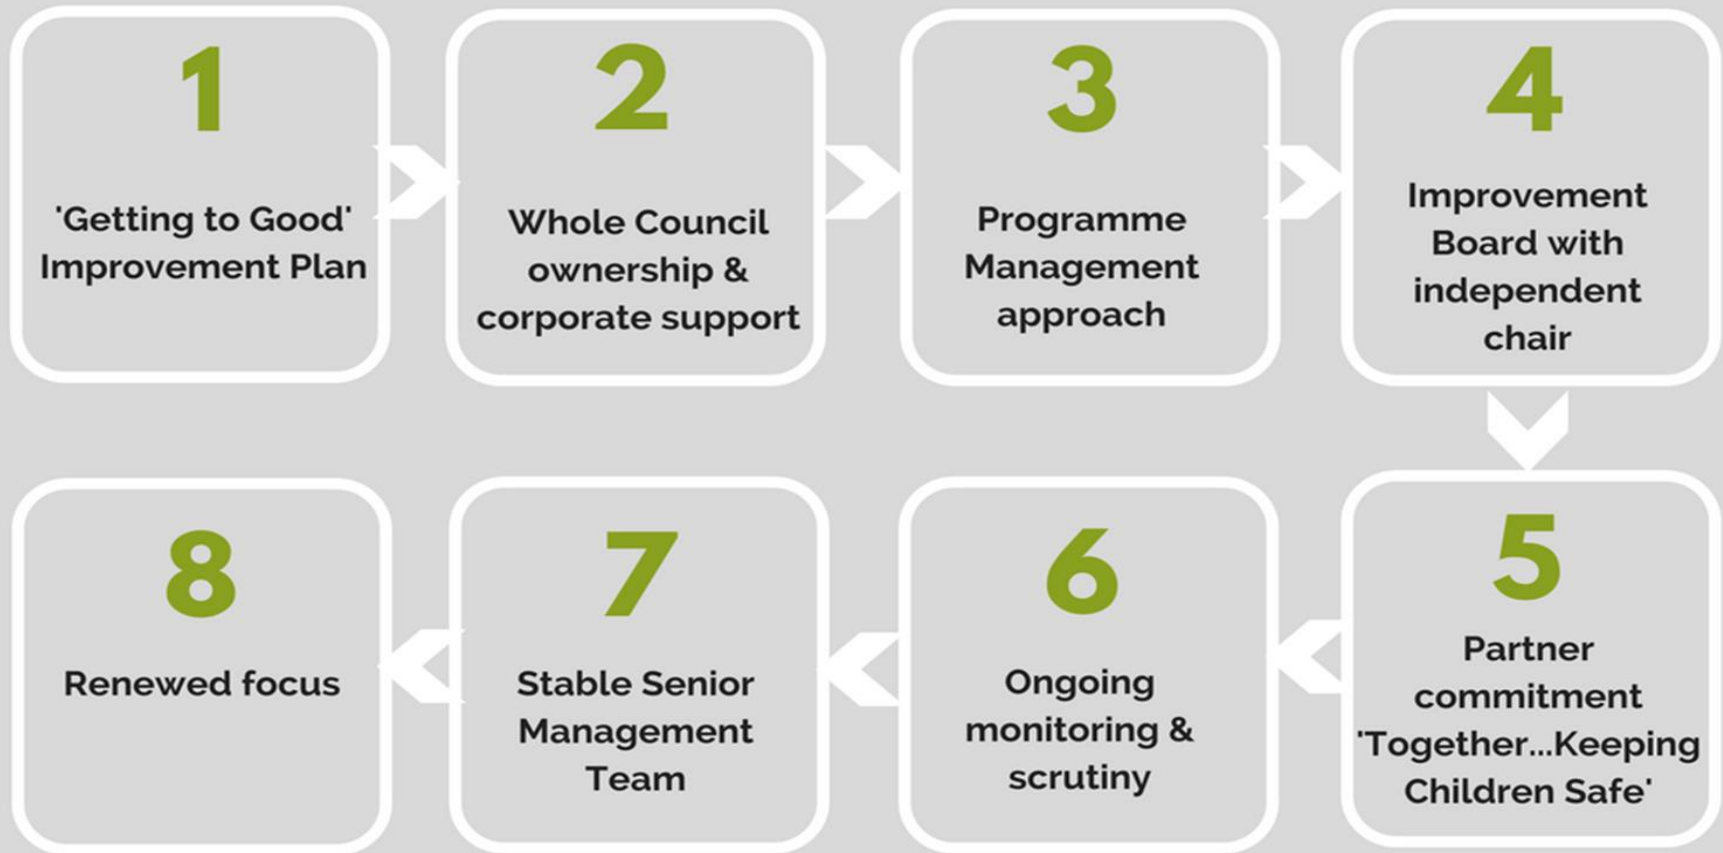 1
'Getting to Good'
Improvement Plan
2
Whole Council
ownership &
corporate support
3
Programme
Management
approach
4
Improvement
Board with
independent
chair
5
Partner
commitment
'Together...Keeping
Children Safe'
6
Ongoing
monitoring &
scrutiny
7
Stable Senior
Management
Team
8
Renewed focus